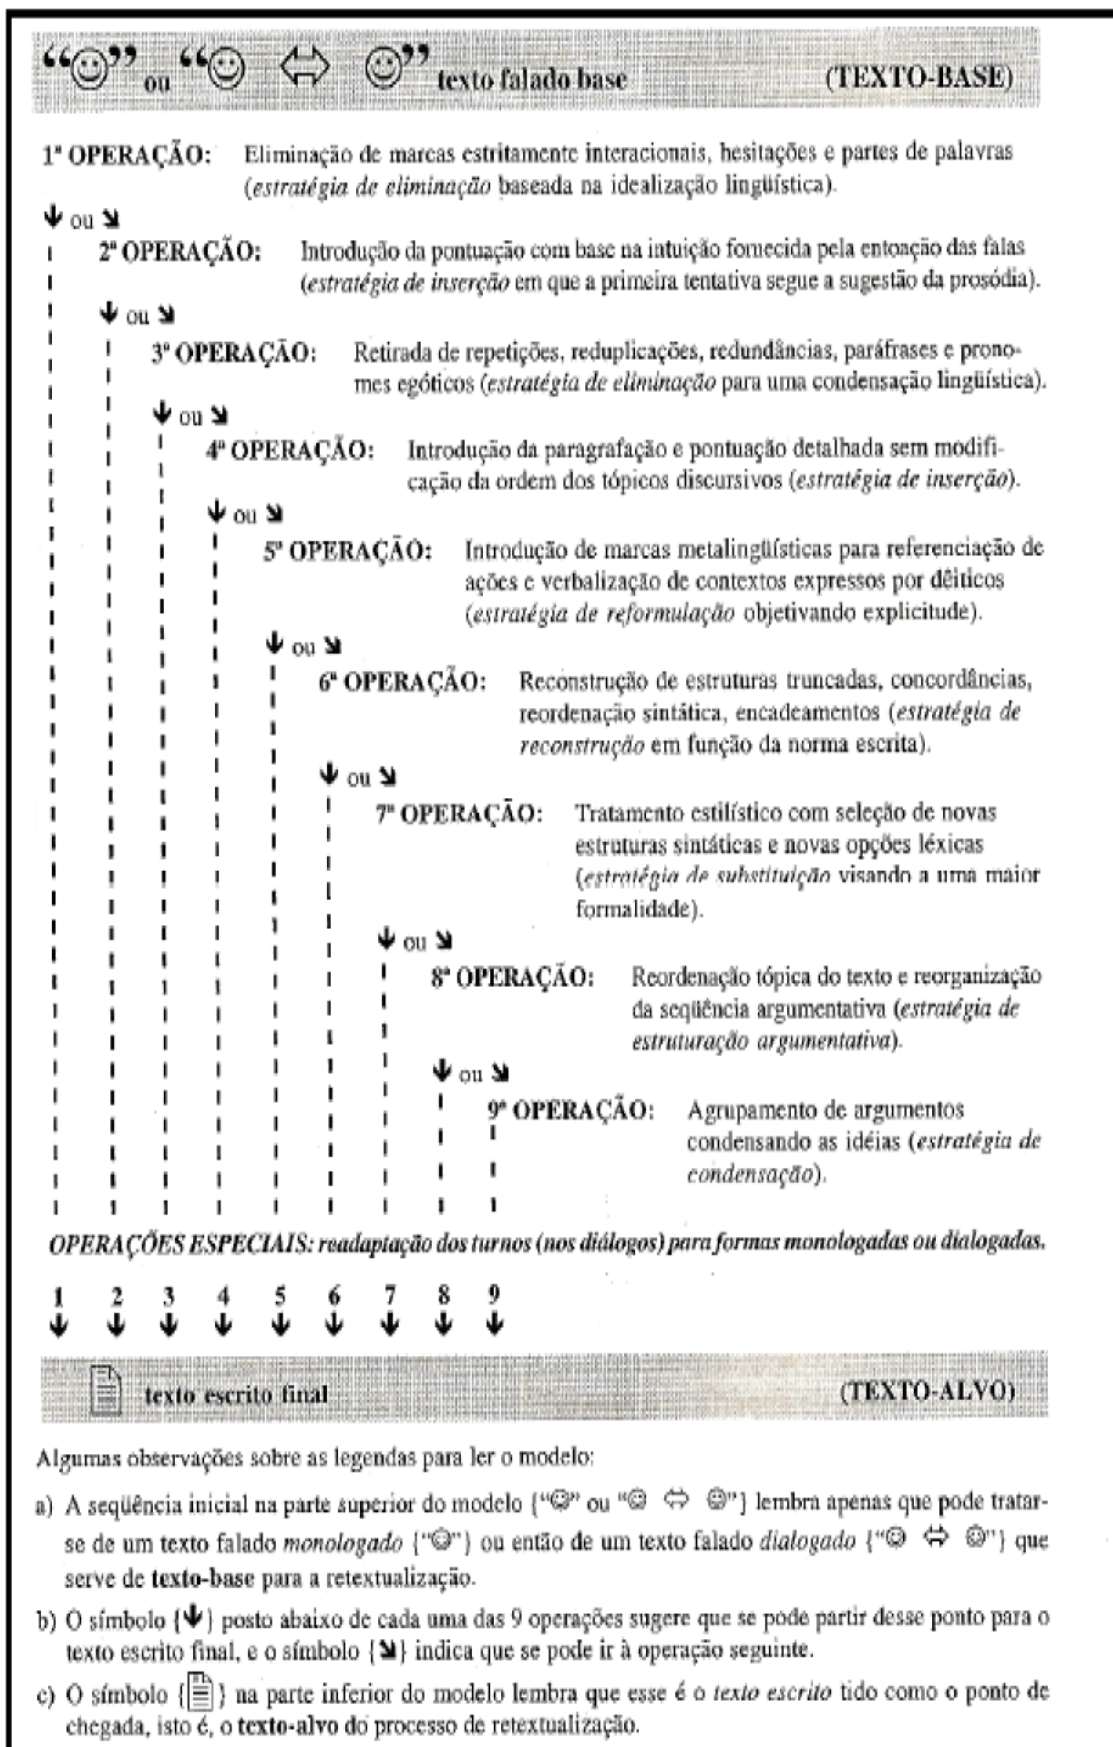 “☺” ou “☺ ⇔ ☺” texto falado base (TEXTO-BASE)
1ª OPERAÇÃO: Eliminação de marcas estritamente interacionais, hesitações e partes de palavras
(estratégia de eliminação baseada na idealização lingüística).
🡻 ou 🡾
2ª OPERAÇÃO: Introdução da pontuação com base na intuição fornecida pela entoação das falas
(estratégia de inserção em que a primeira tentativa segue a sugestão da prosódia).
🡻 ou 🡾
3ª OPERAÇÃO: Retirada de repetições, reduplicações, redundâncias, paráfrases e prono-
mes egóticos (estratégia de eliminação para uma condensação lingüística).
🡻 ou 🡾
4ª OPERAÇÃO: Introdução da paragrafação e pontuação detalhada sem modifi-
cação da ordem dos tópicos discursivos (estratégia de inserção).
🡻 ou 🡾
5ª OPERAÇÃO: Introdução de marcas metalingüísticas para referenciação de
ações e verbalização de contextos expressos por dêiticos
(estratégia de reformulação objetivando explicitude).
🡻 ou 🡾
6ª OPERAÇÃO: Reconstrução de estruturas truncadas, concordâncias,
reordenação sintática, encadeamentos (estratégia de
reconstrução em função da norma escrita).
🡻 ou 🡾
7ª OPERAÇÃO: Tratamento estilístico com seleção de novas
estruturas sintáticas e novas opções léxicas
(estratégia de substituição visando a uma maior
formalidade).
🡻 ou 🡾
8ª OPERAÇÃO: Reordenação tópica do texto e reorganização
da seqüência argumentativa (estratégia de
estruturação argumentativa).
🡻 ou 🡾
9ª OPERAÇÃO: Agrupamento de argumentos
condensando as idéias (estratégia de
condensação).
OPERAÇÕES ESPECIAIS: readaptação dos turnos (nos diálogos) para formas monologadas ou dialogadas.
1 2 3 4 5 6 7 8 9
texto escrito final (TEXTO-ALVO)
Algumas observações sobre as legendas para ler o modelo:
a) A seqüência inicial na parte superior do modelo {“☺” ou “☺ ⇔ ☺”} lembra apenas que pode tratar-
se de um texto falado monologado {“☺”} ou então de um texto falado dialogado {“☺ ⇔ ☺”} que
serve de texto-base para a retextualização.
b) O símbolo {🡻} posto abaixo de cada uma das 9 operações sugere que se pode partir desse ponto para o
texto escrito final, e o símbolo {🡾} indica que se pode ir à operação seguinte.
c) O símbolo {🗎} na parte inferior do modelo lembra que esse é o texto escrito tido como o ponto de
chegada, isto é, o texto-alvo do processo de retextualização.